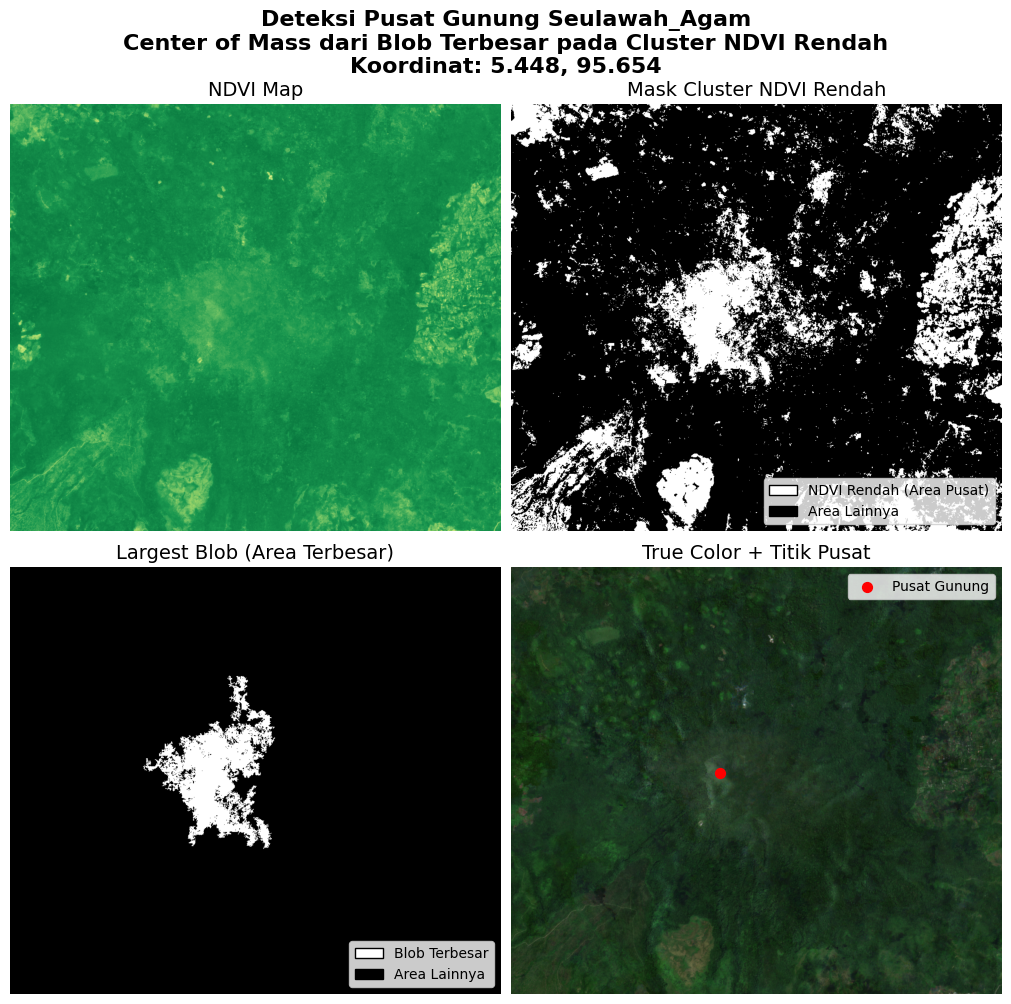 Deteksi Pusat Gunung Seulawah_Agam
Center of Mass dari Blob Terbesar pada Cluster NDVI Rendah
Koordinat: 5.448, 95.654
NDVI Map
Mask Cluster NDVI Rendah
NDVI Rendah (Area Pusat)
Area Lainnya
Largest Blob (Area Terbesar)
True Color + Titik Pusat
Blob Terbesar
Area Lainnya
Pusat Gunung